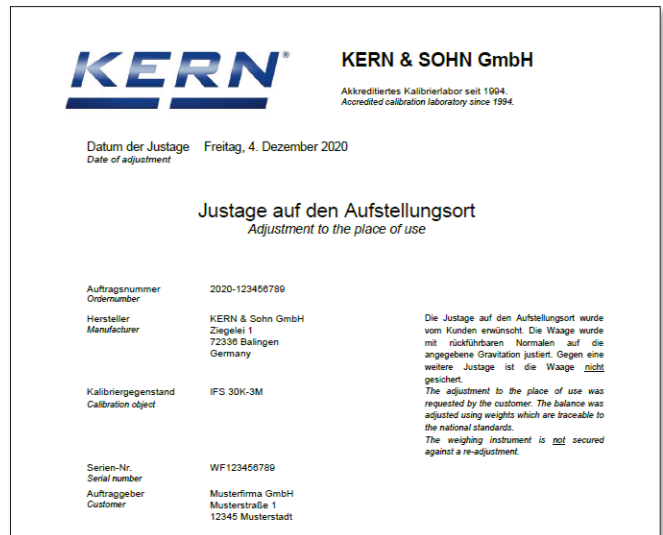 KERN®
KERN & SOHN GmbH
Akkreditiertes Kalibrierlabor seit 1994.
Accredited calibration laboratory since 1994.
Datum der Justage Freitag, 4. Dezember 2020
Date of adjustment
Justage auf den Aufstellungsort
Adjustment to the place of use
Auftragsnummer 2020-123456789
Ordernumber
Hersteller KERN & Sohn GmbH
Manufacturer Ziegelei 1
72336 Balingen
Germany
Kalibriergegenstand IFS 30K-3M
Calibration object
Die Justage auf den Aufstellungsort wurde
vom Kunden erwünscht. Die Waage wurde
mit rückführbaren Normalen auf die
angegebene Gravitation justiert. Gegen eine
weitere Justage ist die Waage nicht
gesichert.
The adjustment to the place of use was
requested by the customer. The balance was
adjusted using weights which are traceable to
the national standards.
The weighing instrument is not secured
against a re-adjustment.
Serien-Nr. WF123456789
Serial number
Auftraggeber Musterfirma GmbH
Customer Musterstraße 1
12345 Musterstadt